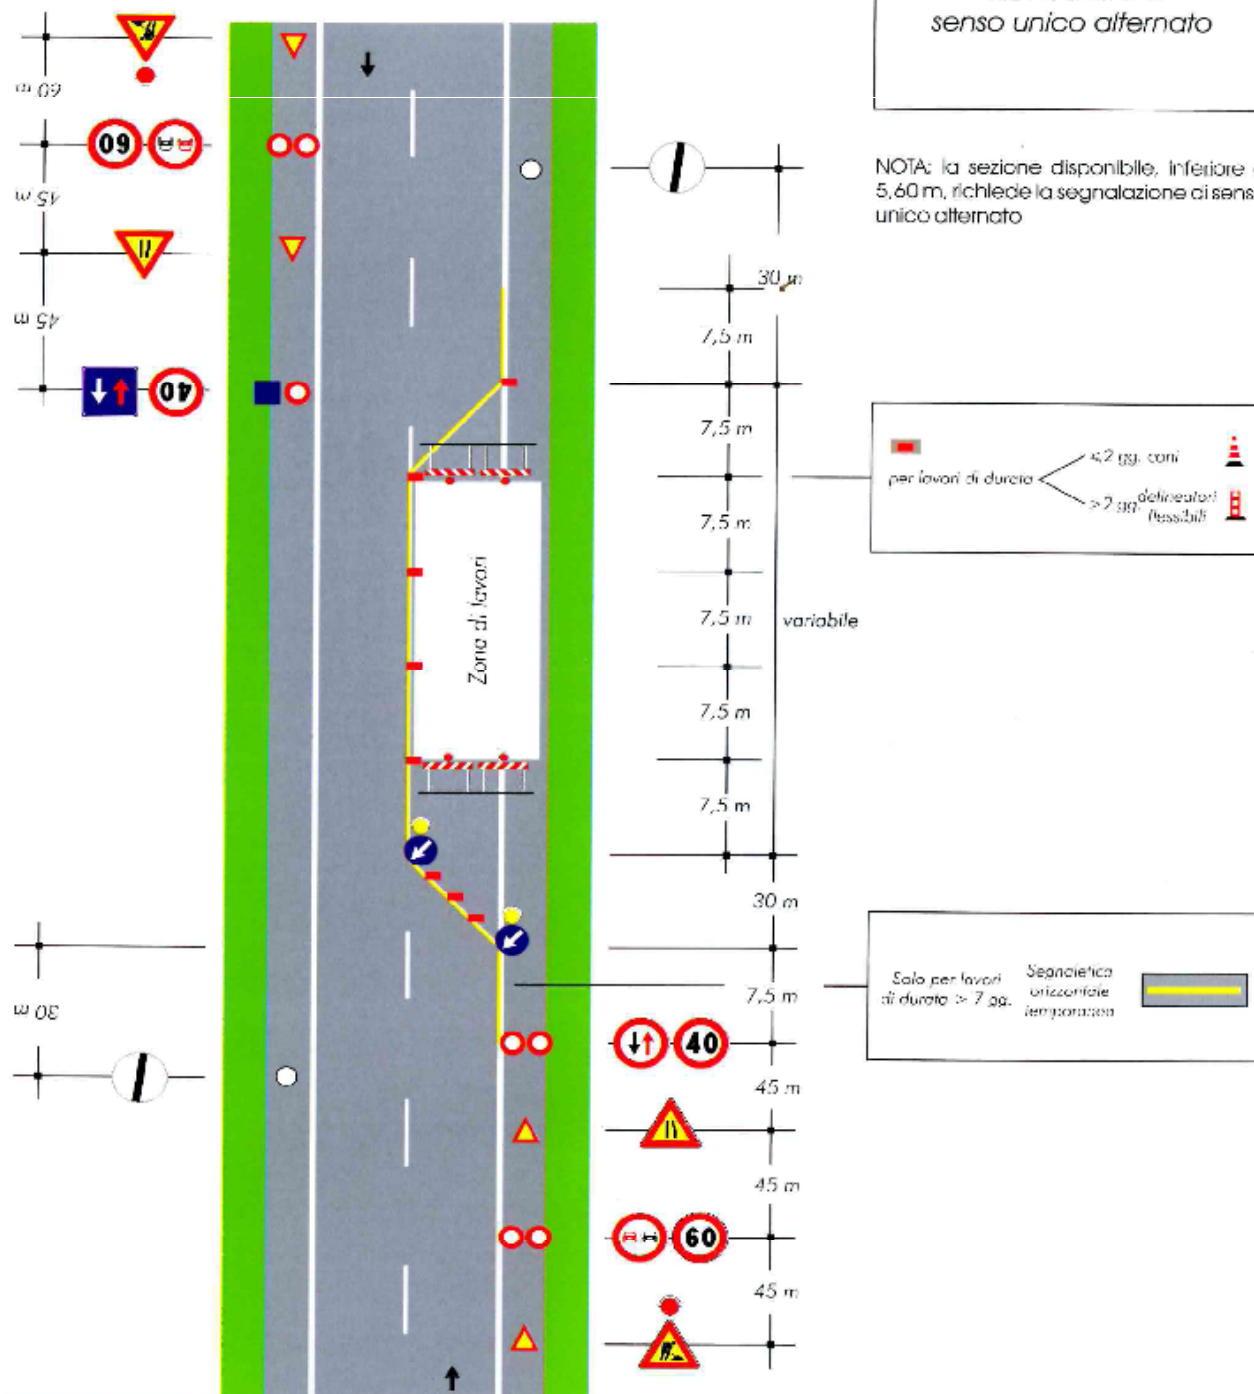 senso unico alternato
NOTA: la sezione disponibile, inferiore
5,60 m, richiede la segnalazione di sens
unico alternato
60 m
60
45 m
45 m
40
30 m
7,5 m
7,5 m
7,5 m
7,5 m
7,5 m
7,5 m
variabile
per lavori di durata
<2 gg. coni
>2 gg. delineatori
flessibili
Zona di lavori
30 m
7,5 m
Solo per lavori
di durata > 7 gg.
Segnaletica
orizzontale
temporanea
30 m
40
45 m
45 m
60
45 m